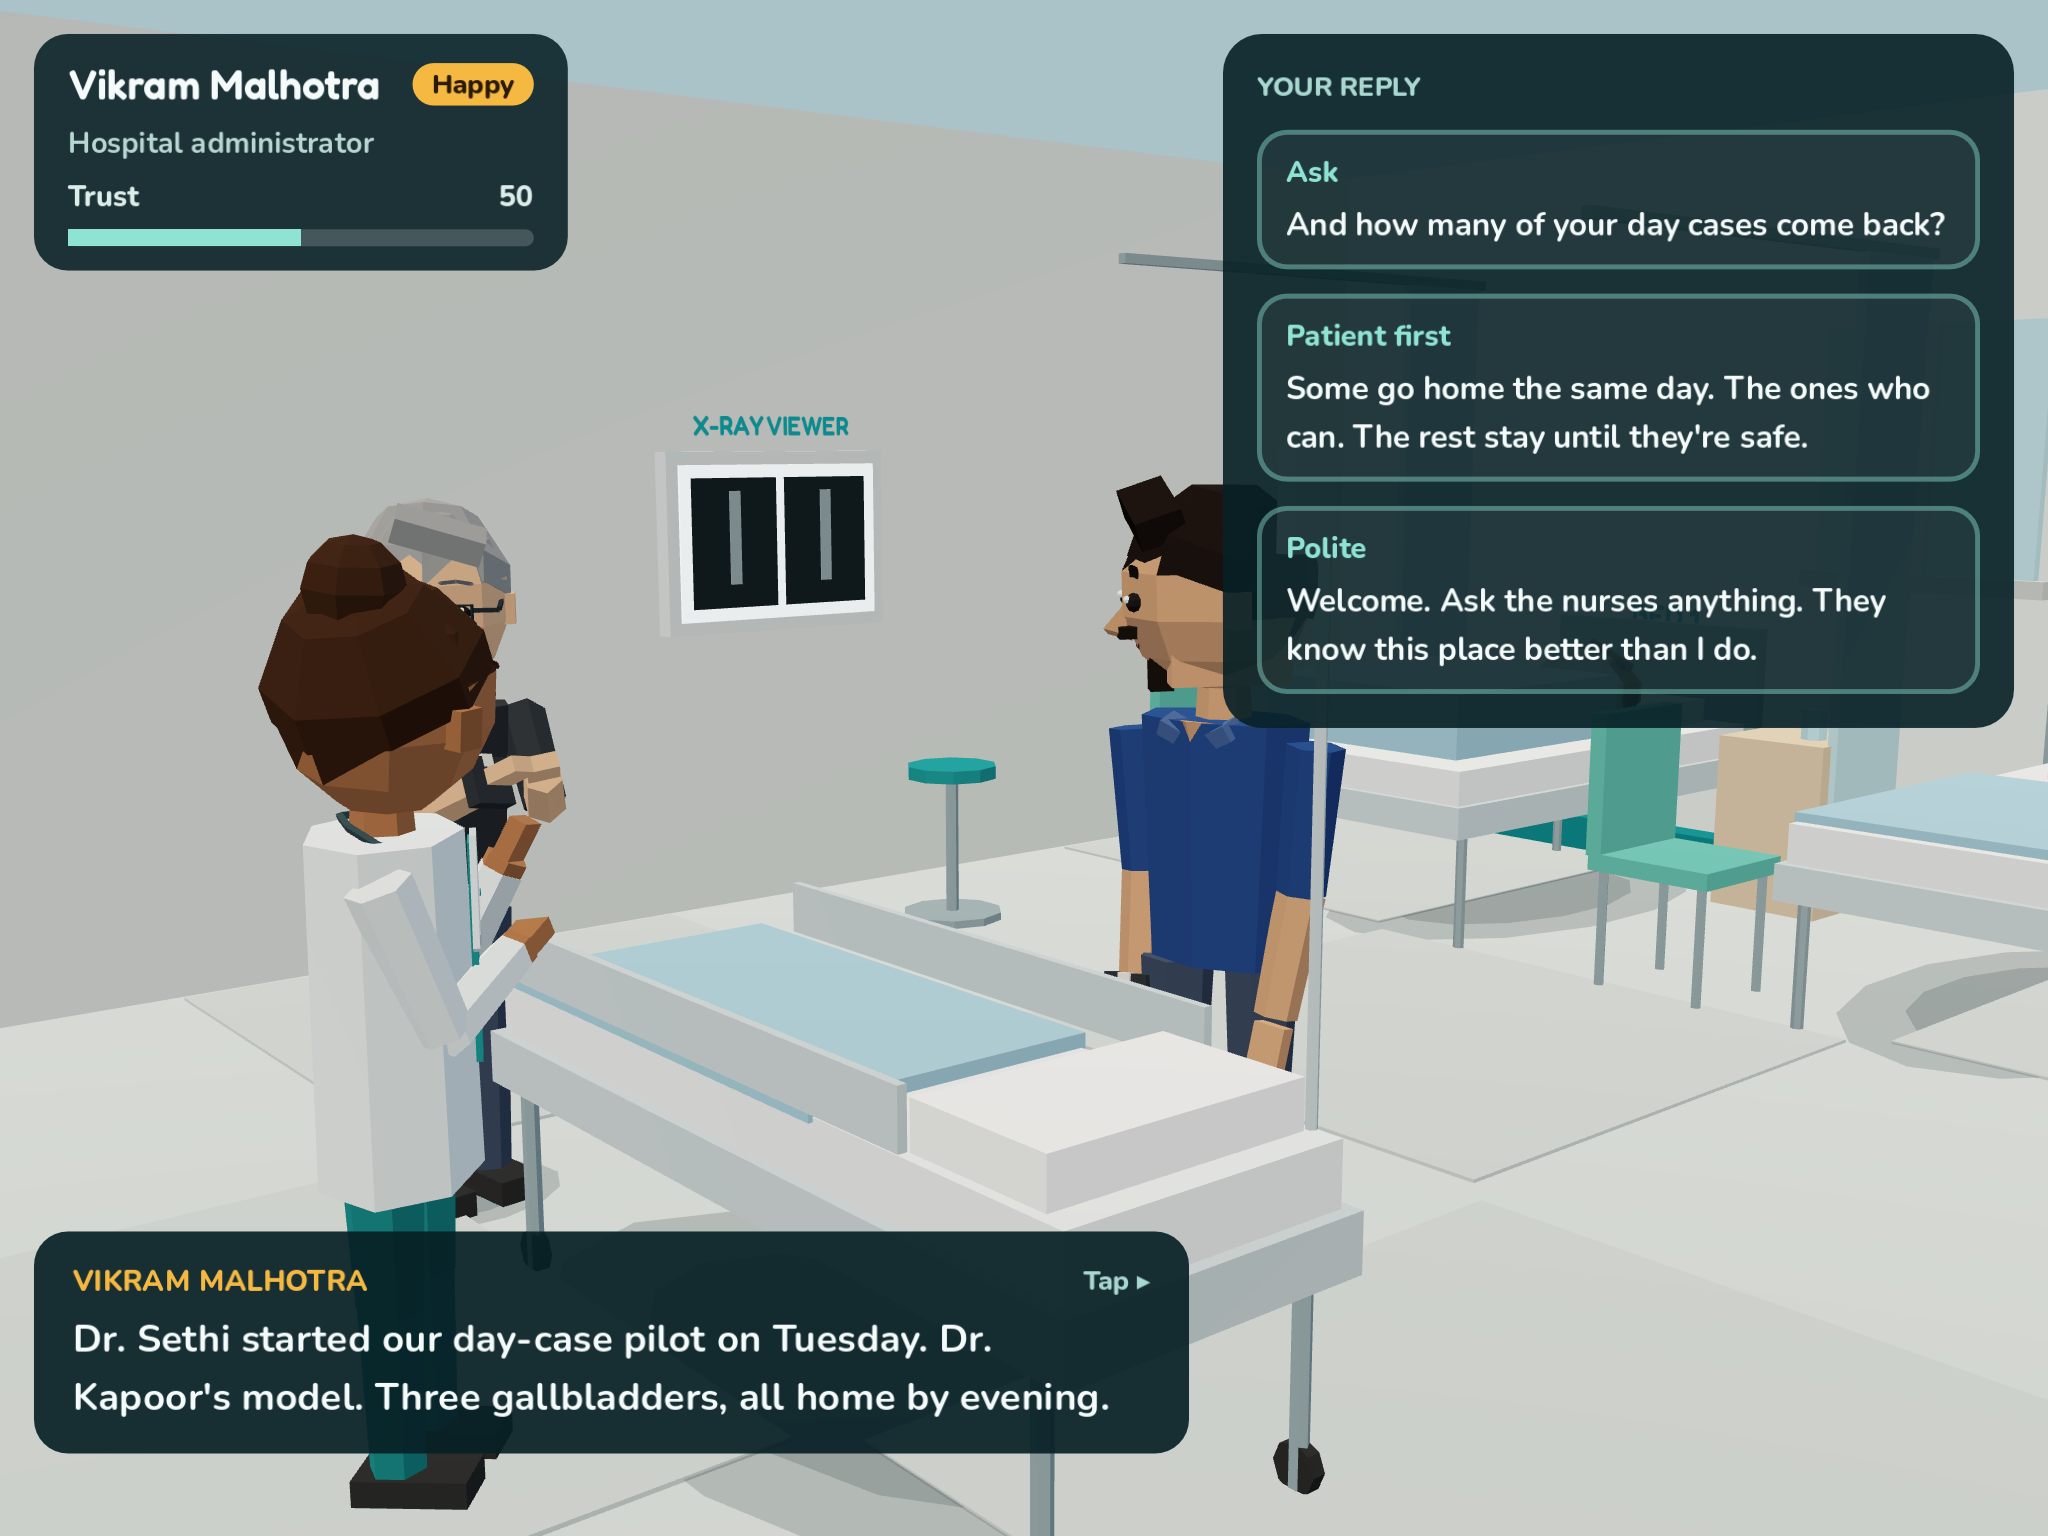 Vikram Malhotra
Happy
Hospital administrator
Trust
50
YOUR REPLY
Ask
And how many of your day cases come back?
Patient first
Some go home the same day. The ones who
can. The rest stay until they're safe.
Polite
Welcome. Ask the nurses anything. They
know this place better than I do.
X-RAY VIEWER
VIKRAM MALHOTRA
Tap ▸
Dr. Sethi started our day-case pilot on Tuesday. Dr.
Kapoor's model. Three gallbladders, all home by evening.